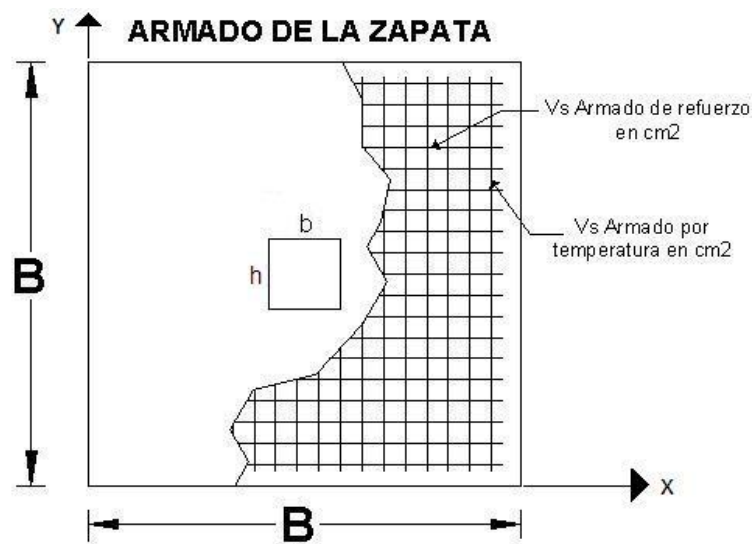 Y
ARMADO DE LA ZAPATA
Vs Armado de refuerzo
en cm2
b
Vs Armado por
temperatura en cm2
B
h
X
B